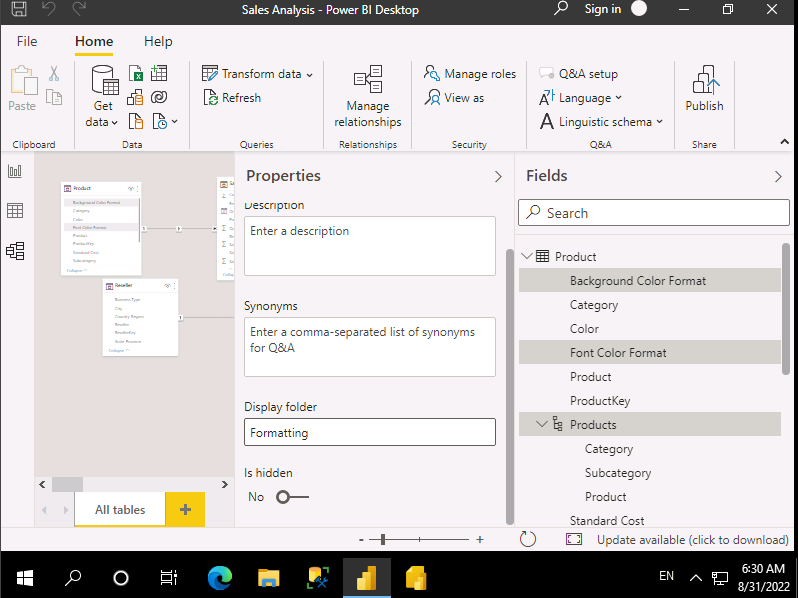 Sales Analysis - Power BI Desktop
Sign in
File
Home
Help
Paste
Get data
Transform data
Refresh
Manage relationships
Manage roles
View as
Q&A setup
Language
Linguistic schema
Publish
Clipboard
Data
Queries
Relationships
Security
Q&A
Share
Product
Background Color Format
Category
Color
Font Color Format
Product
ProductKey
Standard Cost
Subcategory
Collapse
Reseller
Business Type
City
Country Region
Reseller
ResellerKey
State Province
Collapse
All tables
Properties
Description
Enter a description
Synonyms
Enter a comma-separated list of synonyms
for Q&A
Display folder
Formatting
Is hidden
No
Fields
Search
Product
Background Color Format
Category
Color
Font Color Format
Product
ProductKey
Products
Category
Subcategory
Product
Standard Cost
- +
Update available (click to download)
EN
6:30 AM
8/31/2022